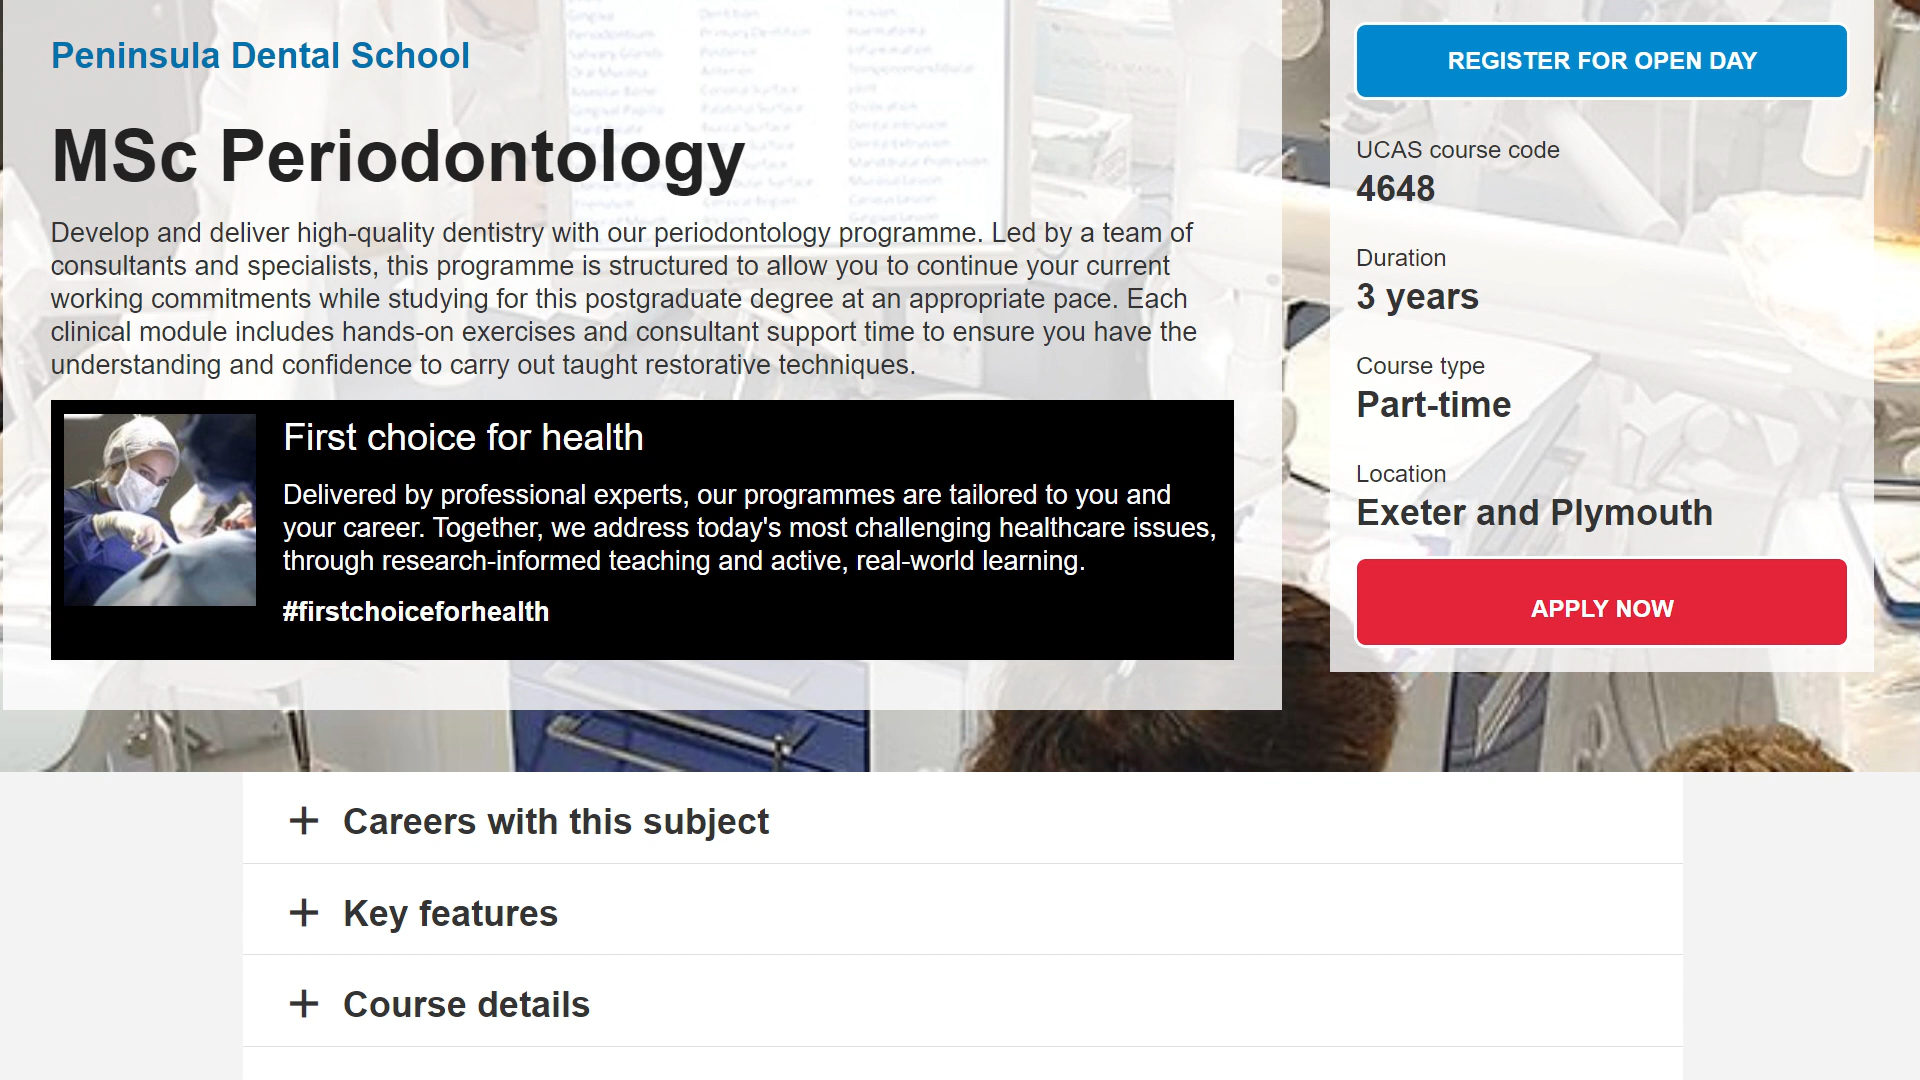 Peninsula Dental School
MSc Periodontology
Develop and deliver high-quality dentistry with our periodontology programme. Led by a team of
consultants and specialists, this programme is structured to allow you to continue your current
working commitments while studying for this postgraduate degree at an appropriate pace. Each
clinical module includes hands-on exercises and consultant support time to ensure you have the
understanding and confidence to carry out taught restorative techniques.
First choice for health
Delivered by professional experts, our programmes are tailored to you and
your career. Together, we address today's most challenging healthcare issues,
through research-informed teaching and active, real-world learning.
#firstchoiceforhealth
REGISTER FOR OPEN DAY
UCAS course code
4648
Duration
3 years
Course type
Part-time
Location
Exeter and Plymouth
APPLY NOW
Careers with this subject
Key features
Course details